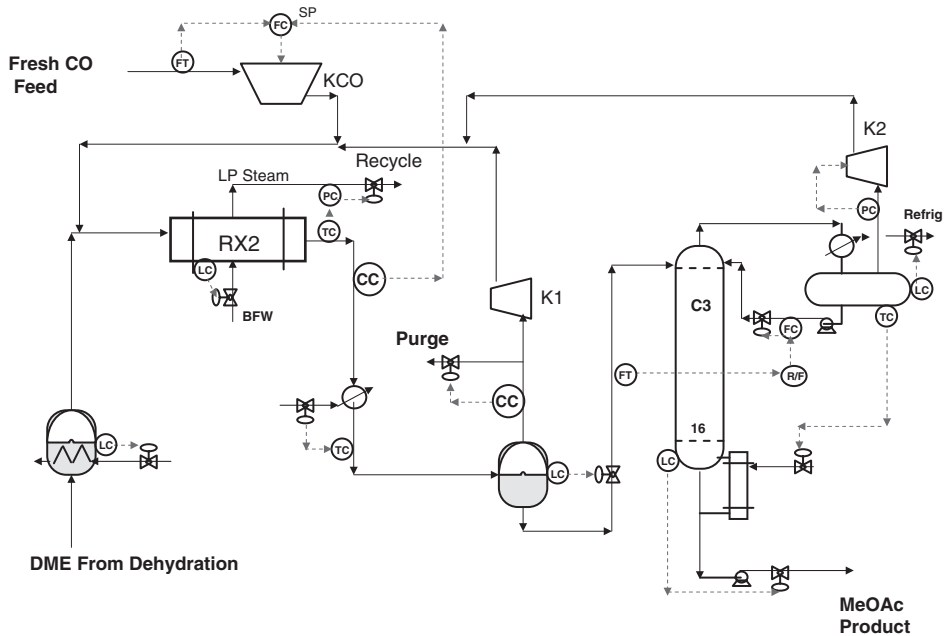 SP
FC
FT
Fresh CO
Feed
KCO
K2
Recycle
LP Steam
PC
PC
TC
Refrig
RX2
LC
CC
LC
C3
K1
TC
BFW
FC
Purge
FT
R/F
CC
16
LC
TC
LC
LC
DME From Dehydration
MeOAc
Product